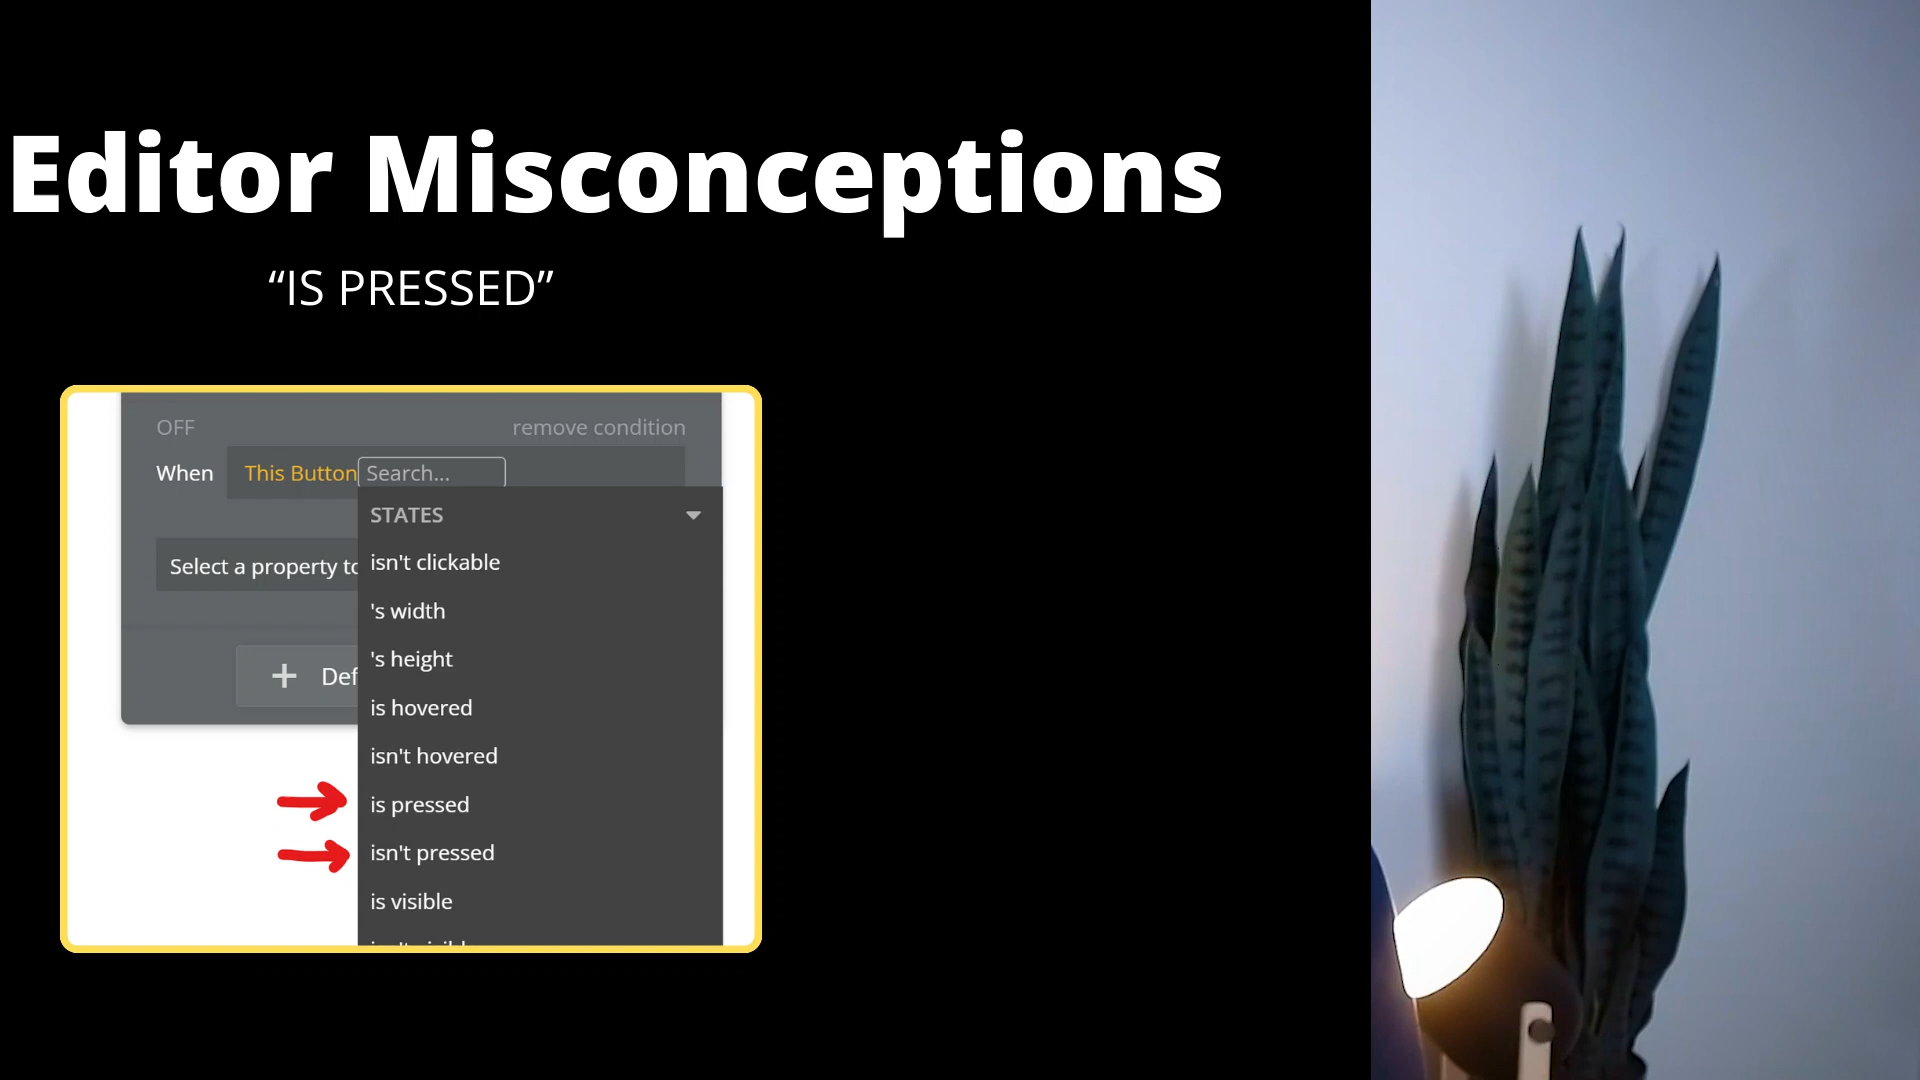 Editor Misconceptions
“IS PRESSED”
OFF remove condition
When This Button Search...
STATES
isn't clickable
Select a property to
's width
's height
Def
is hovered
isn't hovered
is pressed
isn't pressed
is visible